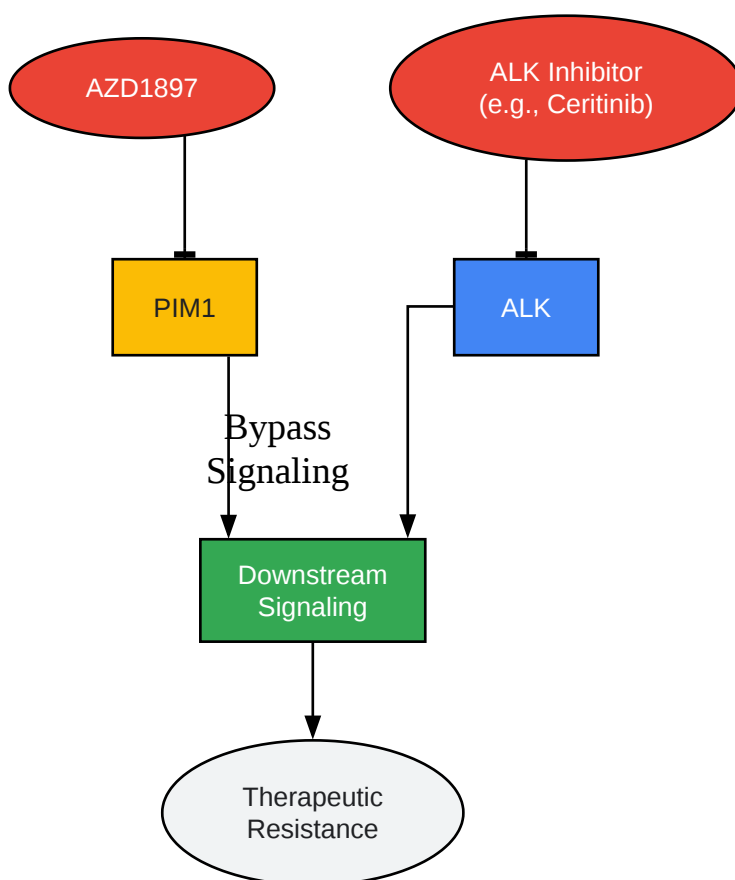 AZD1897
ALK Inhibitor
(e.g., Ceritinib)
PIM1
ALK
Bypass
Signaling
Downstream
Signaling
Therapeutic
Resistance